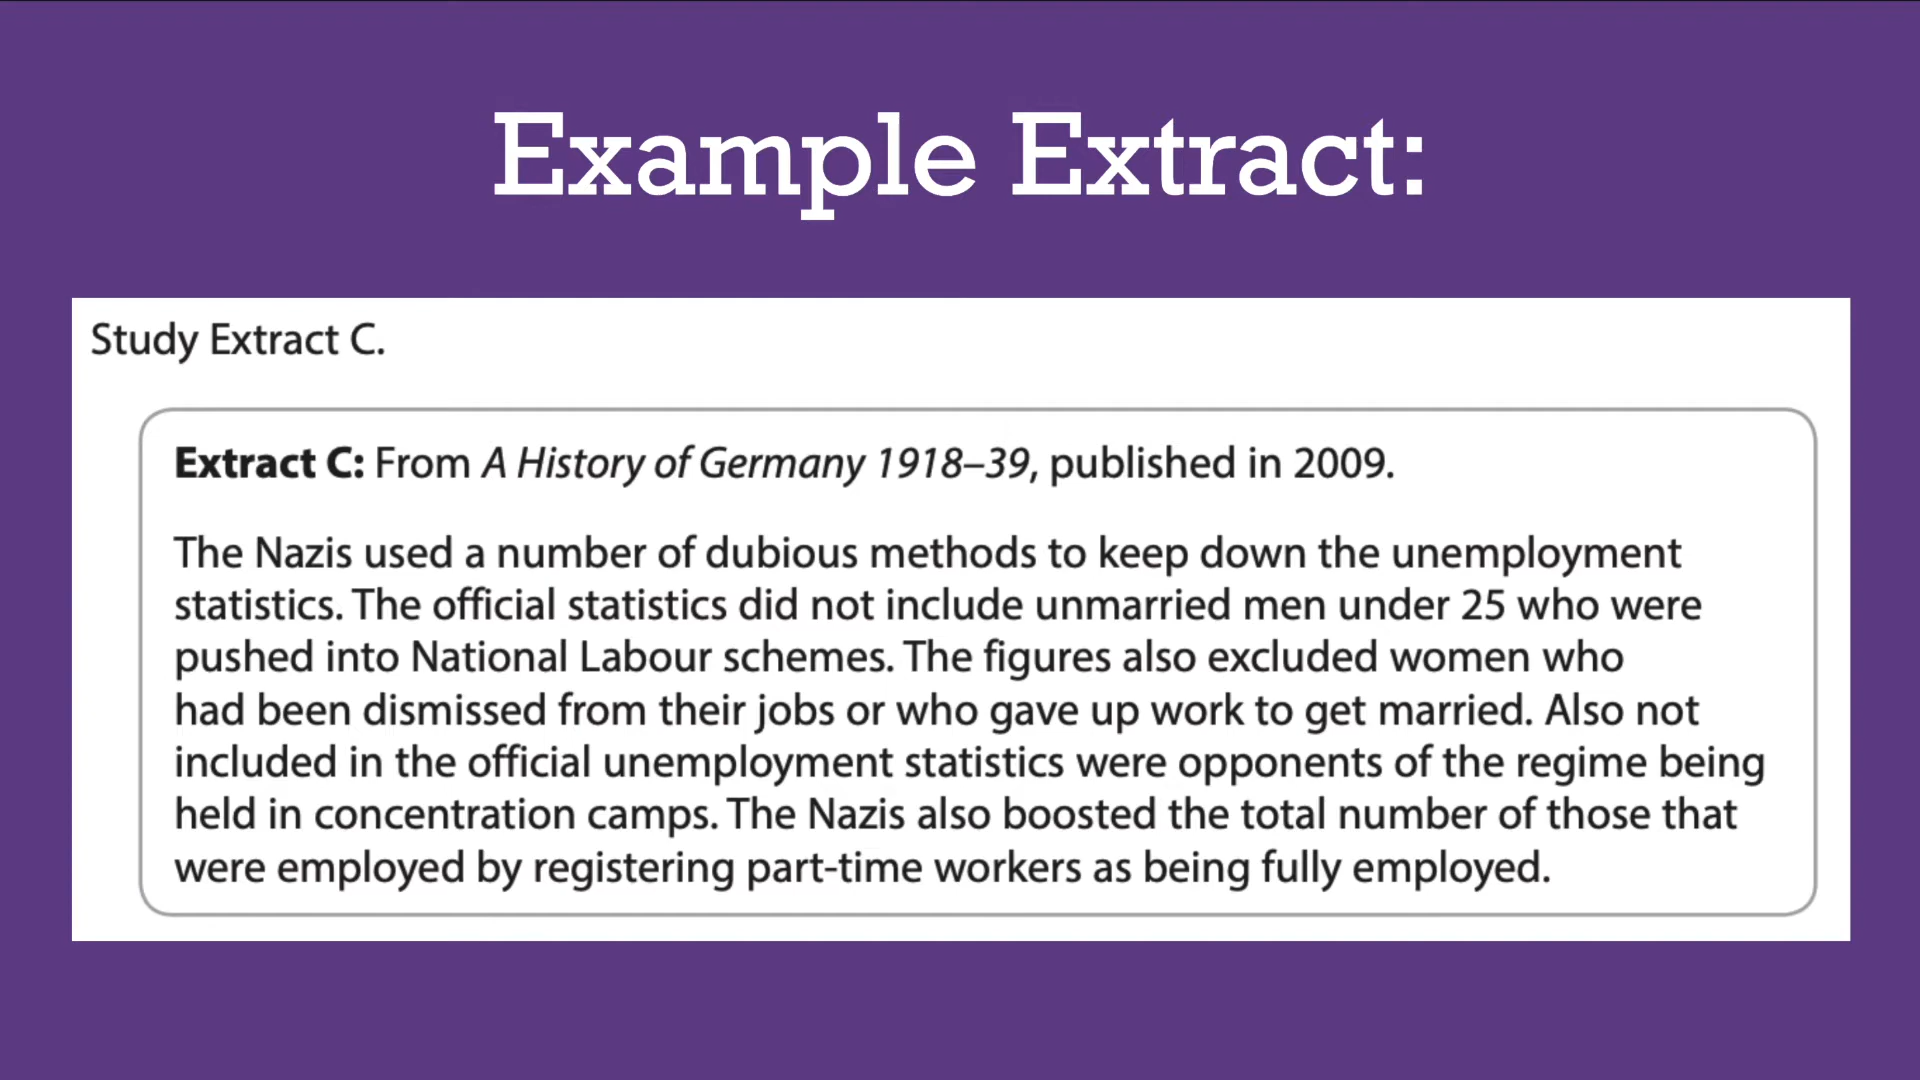 Example Extract:
Study Extract C.
Extract C: From A History of Germany 1918–39, published in 2009.
The Nazis used a number of dubious methods to keep down the unemployment
statistics. The official statistics did not include unmarried men under 25 who were
pushed into National Labour schemes. The figures also excluded women who
had been dismissed from their jobs or who gave up work to get married. Also not
included in the official unemployment statistics were opponents of the regime being
held in concentration camps. The Nazis also boosted the total number of those that
were employed by registering part-time workers as being fully employed.